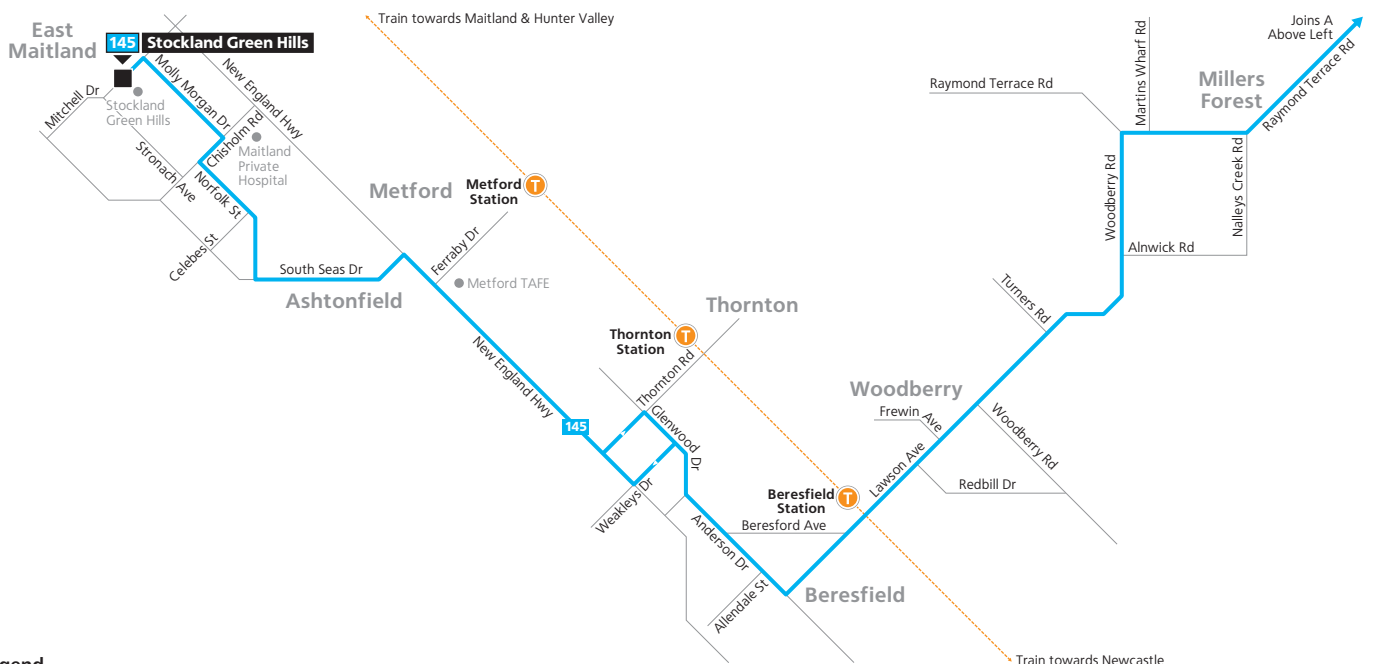 Train towards Maitland & Hunter Valley
Joins A
Above Left
East
Maitland
145
Stockland Green Hills
Molly Morgan Dr
New England Hwy
Mitchell Dr
Stockland
Green Hills
Chisholm Rd
Maitland
Private
Hospital
Stronach Ave
Norfolk St
Celebes St
South Seas Dr
Ashtonfield
Metford
Metford
Station
T
Ferraby Dr
Metford TAFE
Raymond Terrace Rd
Martins Wharf Rd
Millers
Forest
Raymond Terrace Rd
Woodberry Rd
Nalleys Creek Rd
Alnwick Rd
Turners Rd
Thornton
Thornton
Station
T
Thornton Rd
New England Hwy
145
Glenwood
Dr
Weakleys Dr
Woodberry
Frewin
Ave
Lawson Ave
Woodberry Rd
Redbill Dr
Beresfield
Station
T
Beresford Ave
Anderson Dr
Allendale St
Beresfield
Train towards Newcastle